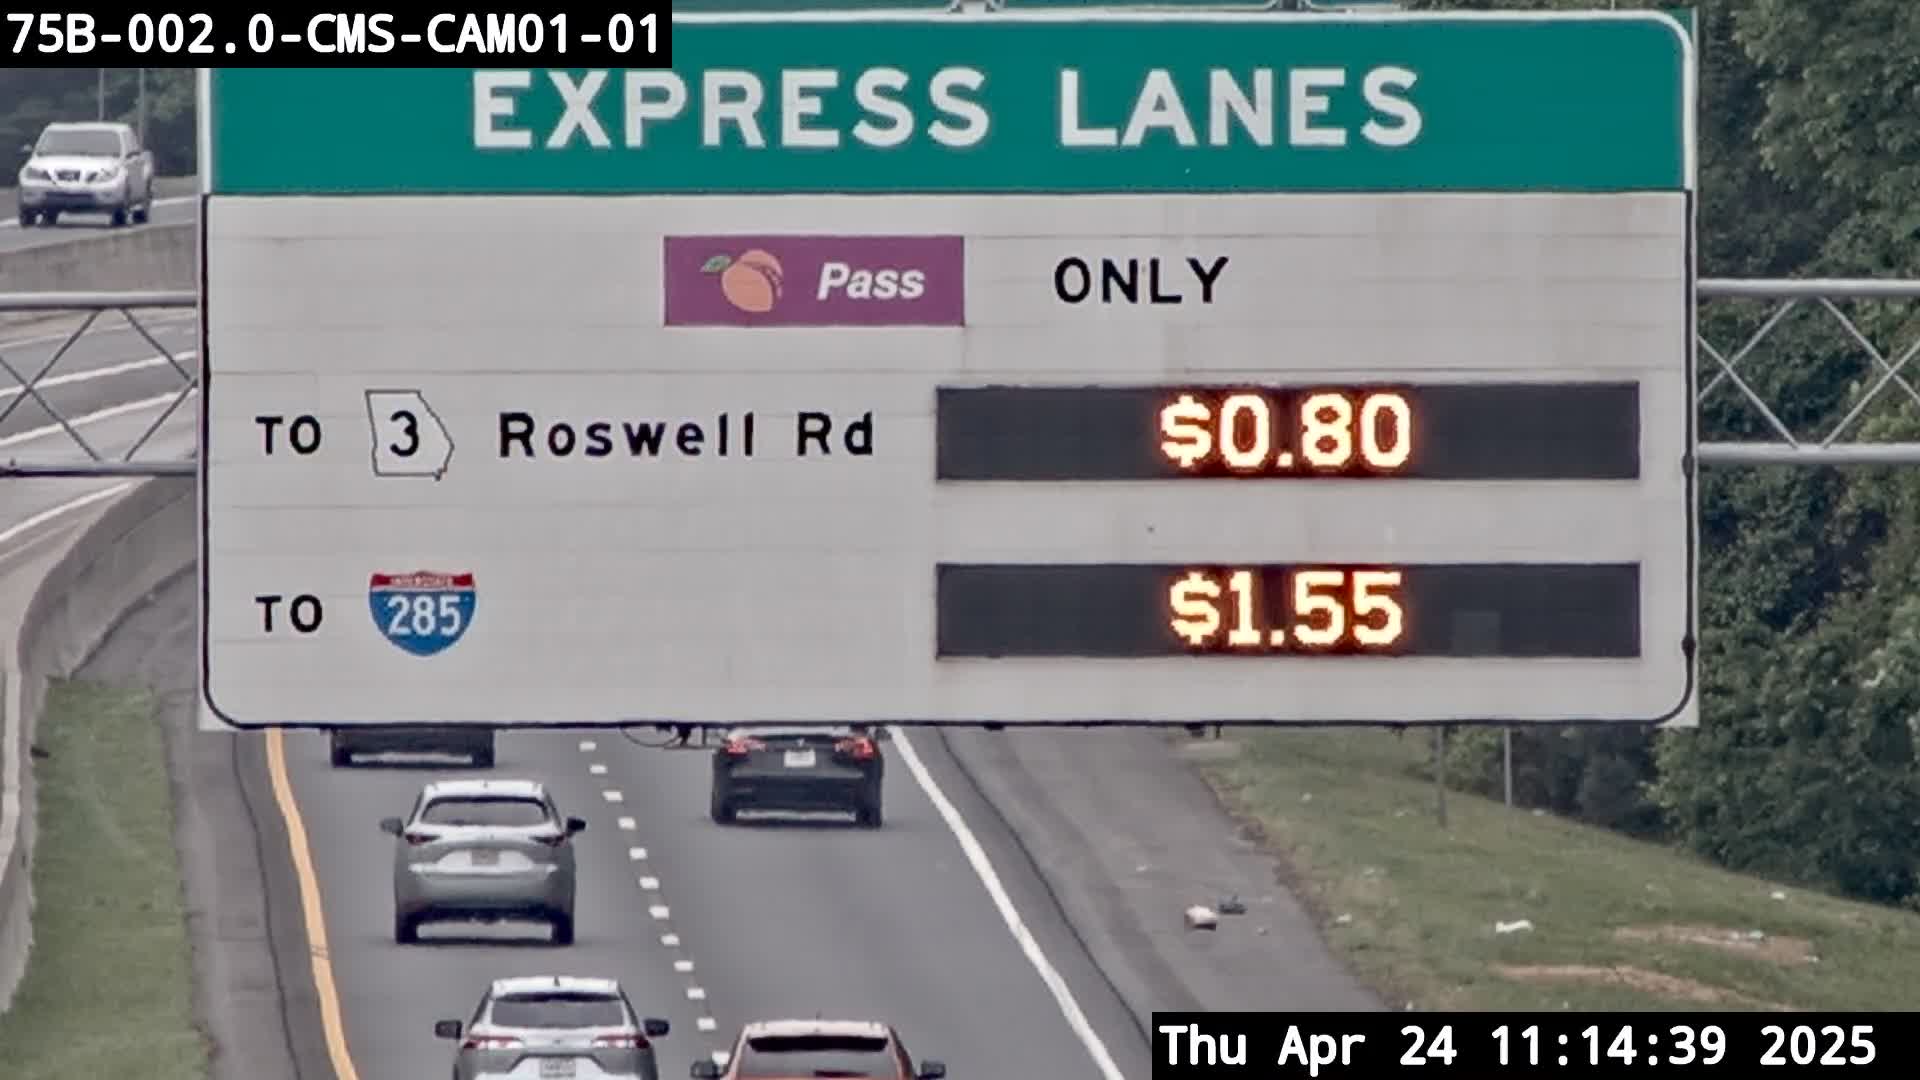 75B-002.0-CMS-CAM01-01
EXPRESS LANES
Pass ONLY
TO 3 Roswell Rd $0.80
TO INTERSTATE 285 $1.55
Thu Apr 24 11:14:39 2025